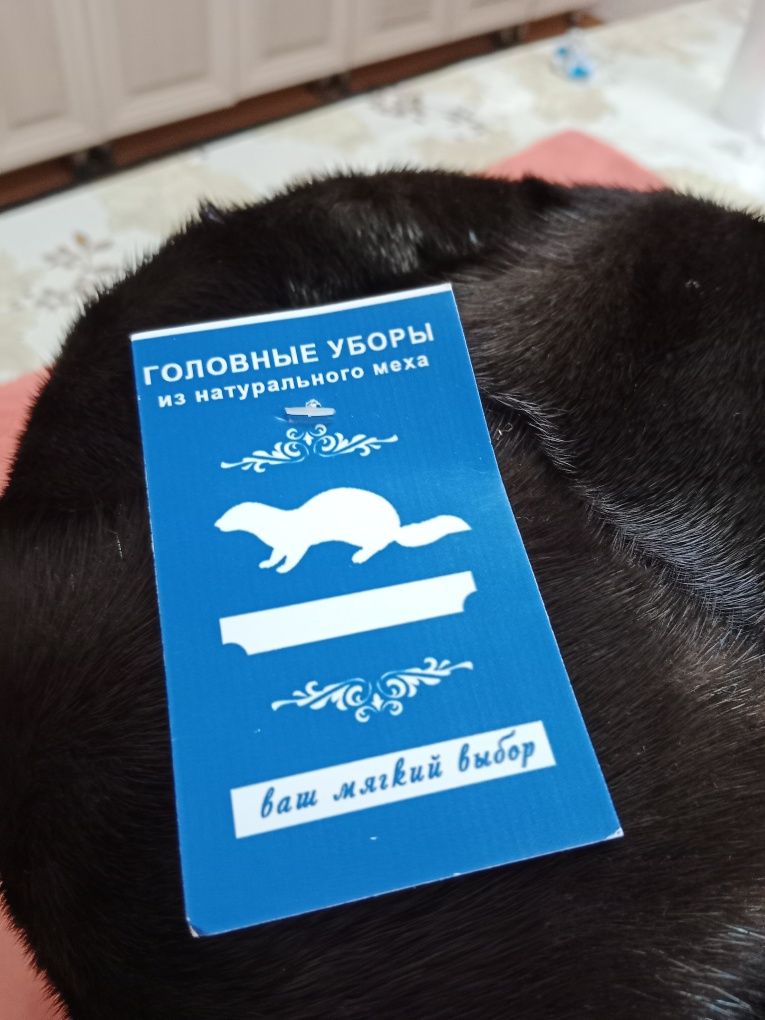 ГОЛОВНЫЕ УБОРЫ
из натурального меха
ваш мягкий выбор